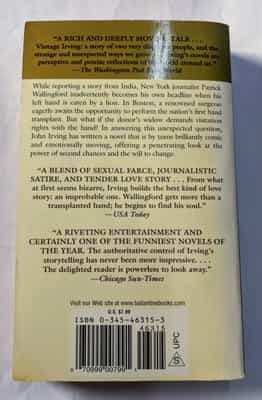 "A RICH AND DEEPLY MOVING TALE . . .
Vintage Irving: a story of two very different people, and the
strange and unexpected ways we grow. . . . Irving's novels
are perceptive and poetic reflections of the world around us."
—The Washington Post Book World
While reporting a story from India, New York journalist Patrick
Wallingford inadvertently becomes his own headline when his
left hand is eaten by a lion. In Boston, a renowned surgeon
eagerly awaits the opportunity to perform the nation's first hand
transplant. But what if the donor's widow demands visitation
rights with the hand? In answering this unexpected question,
John Irving has written a novel that is by turns brilliantly comic
and emotionally moving, offering a penetrating look at the
power of second chances and the will to change.
"A BLEND OF SEXUAL FARCE, JOURNALISTIC
SATIRE, AND TENDER LOVE STORY . . . From what
at first seems bizarre, Irving builds the best kind of love
story: an improbable one. Wallingford gets more than
a transplanted hand; he begins to find his soul."
—USA Today
"A RIVETING ENTERTAINMENT AND
CERTAINLY ONE OF THE FUNNIEST NOVELS OF
THE YEAR. The authoritative control of Irving's
storytelling has never been more impressive. . . .
The delighted reader is powerless to look away."
—Chicago Sun-Times
Visit our Web site at www.ballantinebooks.com
U.S. $7.99
ISBN 0-345-46315-3
46315
UPC
S